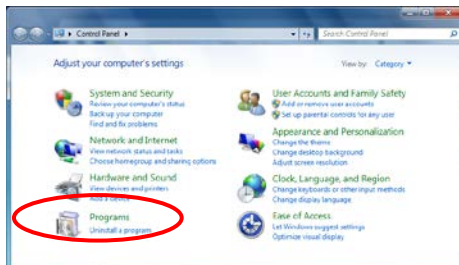 Control Panel
Search Control Panel
Adjust your computer's settings
View by: Category
System and Security
Review your computer's status
Back up your computer
Find and fix problems
Network and Internet
View network status and tasks
Choose homegroup and sharing options
Hardware and Sound
View devices and printers
Add a device
Programs
Uninstall a program
User Accounts and Family Safety
Add or remove user accounts
Set up parental controls for any user
Appearance and Personalization
Change the theme
Change desktop background
Adjust screen resolution
Clock, Language, and Region
Change keyboards or other input methods
Change display language
Ease of Access
Let Windows suggest settings
Optimize visual display